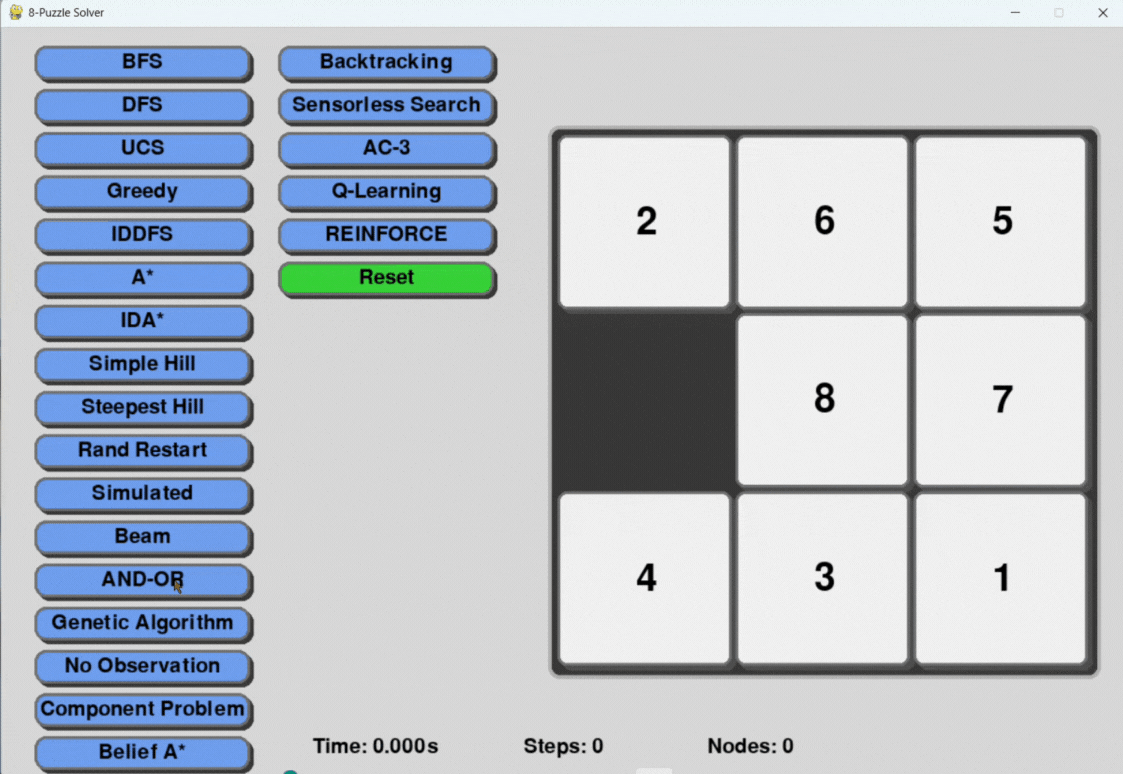 8-Puzzle Solver
BFS
DFS
UCS
Greedy
IDDFS
A*
IDA*
Simple Hill
Steepest Hill
Rand Restart
Simulated
Beam
AND-OR
Genetic Algorithm
No Observation
Component Problem
Belief A*
Backtracking
Sensorless Search
AC-3
Q-Learning
REINFORCE
Reset
2 6 5
8 7
4 3 1
Time: 0.000s Steps: 0 Nodes: 0